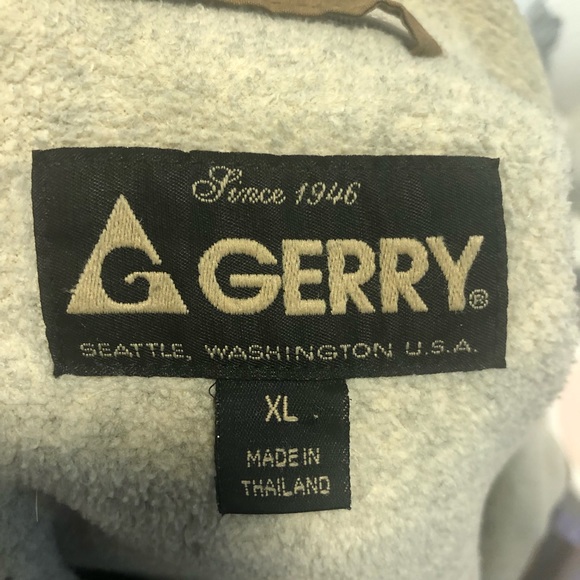 Since 1946
G GERRY®
SEATTLE, WASHINGTON U.S.A.
XL
MADE IN
THAILAND